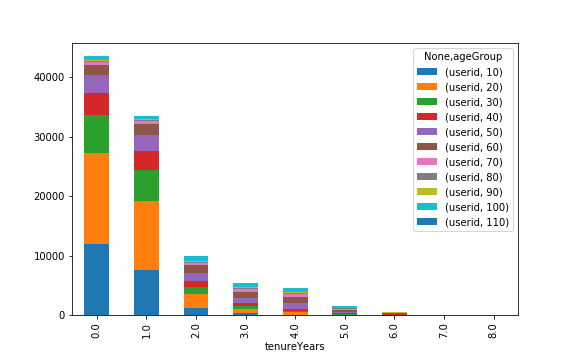 None,ageGroup
(userid, 10)
(userid, 20)
(userid, 30)
(userid, 40)
(userid, 50)
(userid, 60)
(userid, 70)
(userid, 80)
(userid, 90)
(userid, 100)
(userid, 110)
40000
30000
20000
10000
0
0.0 1.0 2.0 3.0 4.0 5.0 6.0 7.0 8.0
tenureYears